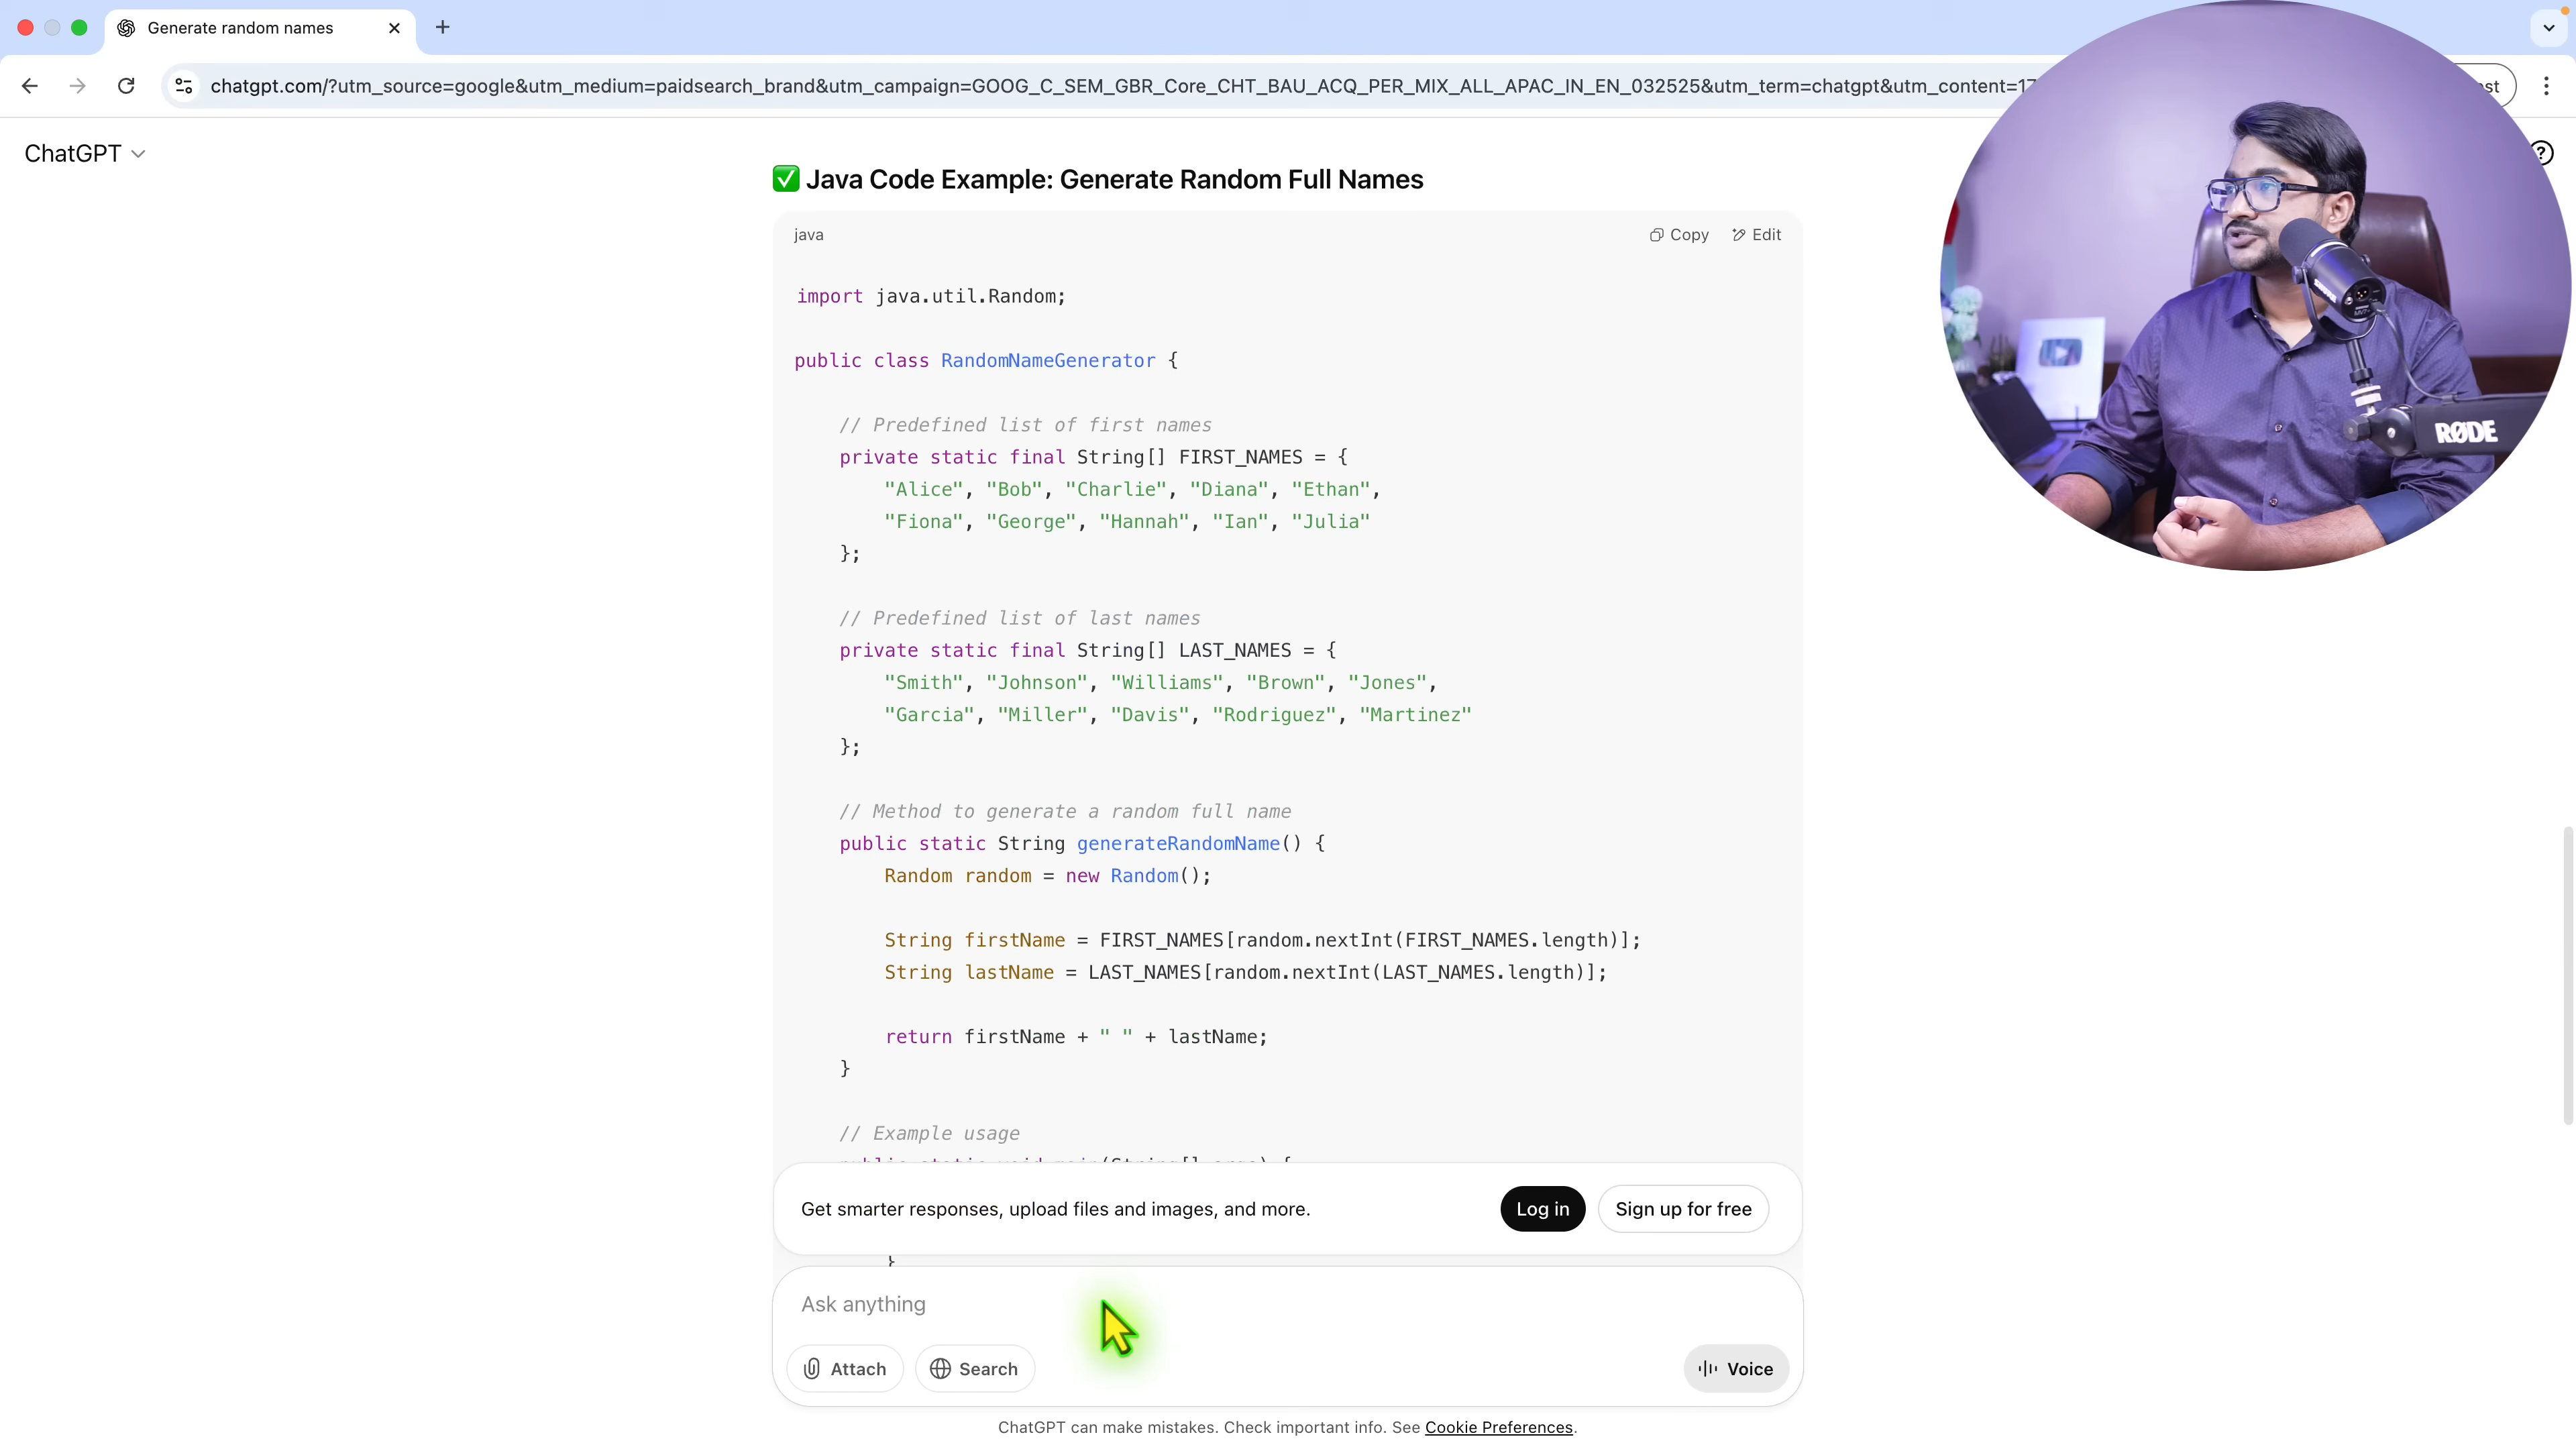 Generate random names
chatgpt.com/?utm_source=google&utm_medium=paidsearch_brand&utm_campaign=GOOG_C_SEM_GBR_Core_CHT_BAU_ACQ_PER_MIX_ALL_APAC_IN_EN_032525&utm_term=chatgpt&utm_content=17
ChatGPT
?
✅ Java Code Example: Generate Random Full Names
java
Copy
Edit
import java.util.Random;
public class RandomNameGenerator {
// Predefined list of first names
private static final String[] FIRST_NAMES = {
"Alice", "Bob", "Charlie", "Diana", "Ethan",
"Fiona", "George", "Hannah", "Ian", "Julia"
};
// Predefined list of last names
private static final String[] LAST_NAMES = {
"Smith", "Johnson", "Williams", "Brown", "Jones",
"Garcia", "Miller", "Davis", "Rodriguez", "Martinez"
};
// Method to generate a random full name
public static String generateRandomName() {
Random random = new Random();
String firstName = FIRST_NAMES[random.nextInt(FIRST_NAMES.length)];
String lastName = LAST_NAMES[random.nextInt(LAST_NAMES.length)];
return firstName + " " + lastName;
}
// Example usage
public static void main(String[] args) {
}
Get smarter responses, upload files and images, and more.
Log in
Sign up for free
Ask anything
Attach
Search
Voice
ChatGPT can make mistakes. Check important info. See Cookie Preferences.
RØDE